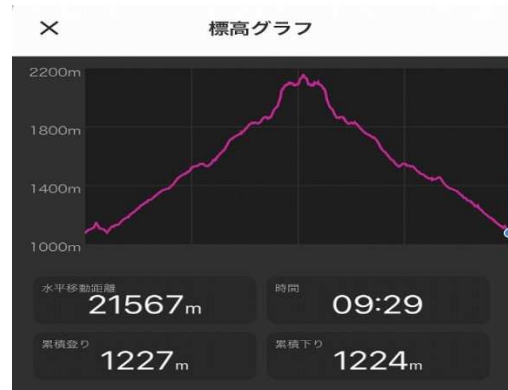 × 標高グラフ
2200m
1800m
1400m
1000m
水平移動距離
21567m
時間
09:29
累積登り
1227m
累積下り
1224m